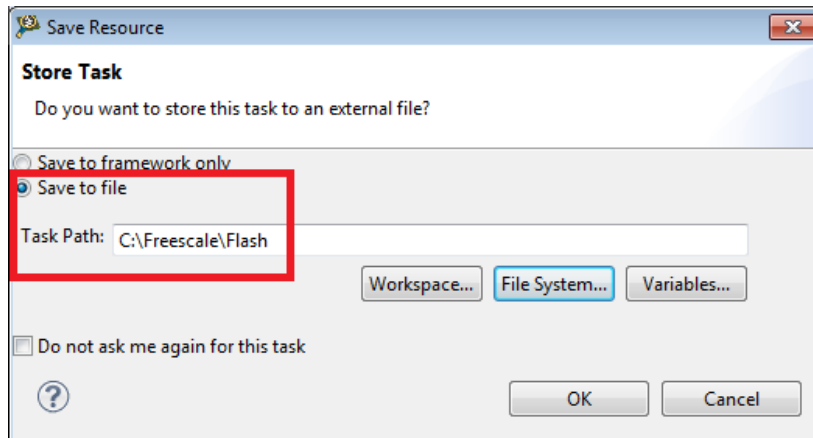 Save Resource
Store Task
Do you want to store this task to an external file?
Save to framework only
Save to file
Task Path: C:\Freescale\Flash
Workspace... File System... Variables...
Do not ask me again for this task
? OK Cancel